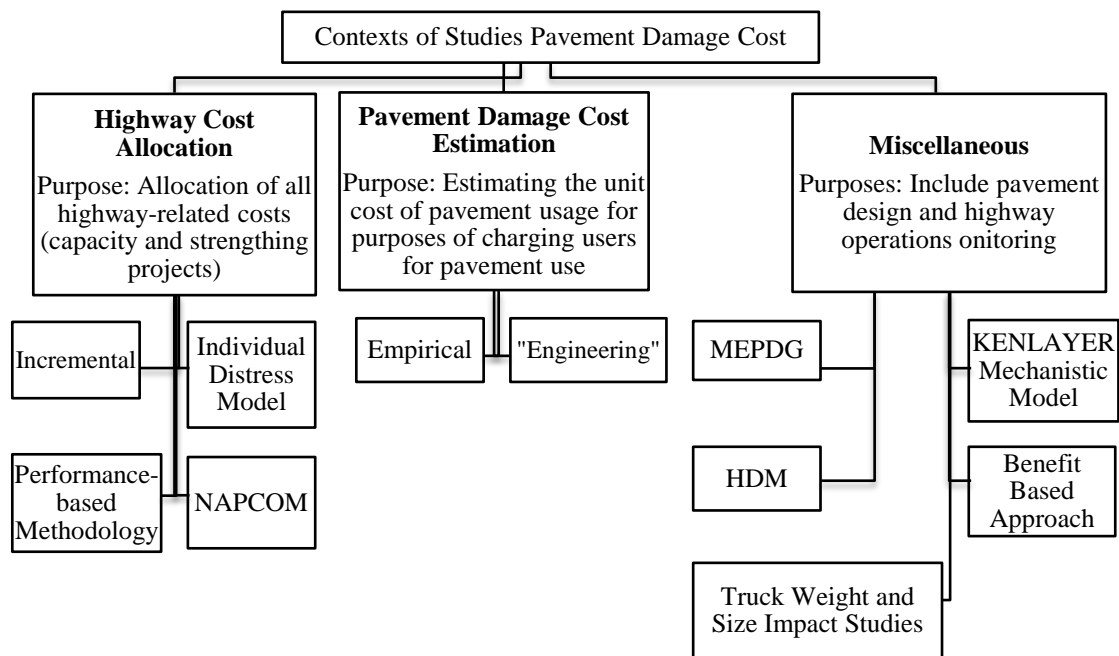 Contexts of Studies Pavement Damage Cost
Highway Cost
Allocation
Purpose: Allocation of all
highway-related costs
(capacity and strengthing
projects)
Pavement Damage Cost
Estimation
Purpose: Estimating the unit
cost of pavement usage for
purposes of charging users
for pavement use
Miscellaneous
Purposes: Include pavement
design and highway
operations onitoring
Incremental
Individual
Distress
Model
Performance-
based
Methodology
NAPCOM
Empirical
"Engineering"
MEPDG
KENLAYER
Mechanistic
Model
HDM
Benefit
Based
Approach
Truck Weight and
Size Impact Studies